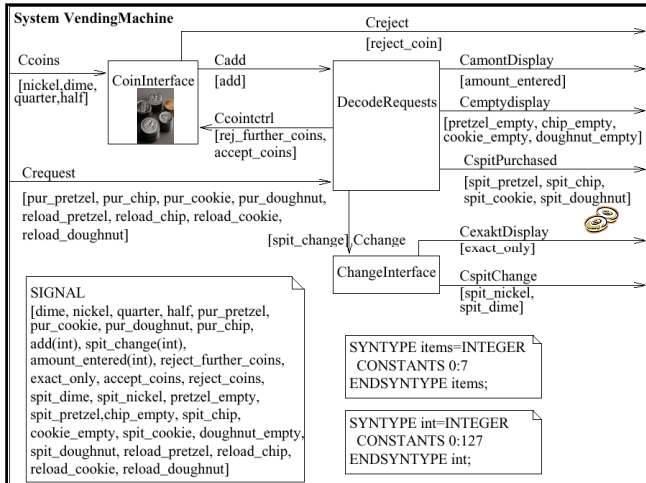 System VendingMachine
Creject
[reject_coin]
Ccoins
[nickel,dime,
quarter,half]
CoinInterface
Cadd
[add]
Ccointctrl
[rej_further_coins,
accept_coins]
DecodeRequests
CamontDisplay
[amount_entered]
Cemptydisplay
[pretzel_empty, chip_empty,
cookie_empty, doughnut_empty]
CspitPurchased
[spit_pretzel, spit_chip,
spit_cookie, spit_doughnut]
Crequest
[pur_pretzel, pur_chip, pur_cookie, pur_doughnut,
reload_pretzel, reload_chip, reload_cookie,
reload_doughnut]
[spit_change] Cchange
CexaktDisplay
[exact_only]
ChangeInterface
CspitChange
[spit_nickel,
spit_dime]
SIGNAL
[dime, nickel, quarter, half, pur_pretzel,
pur_cookie, pur_doughnut, pur_chip,
add(int), spit_change(int),
amount_entered(int), reject_further_coins,
exact_only, accept_coins, reject_coins,
spit_dime, spit_nickel, pretzel_empty,
spit_pretzel,chip_empty, spit_chip,
cookie_empty, spit_cookie, doughnut_empty,
spit_doughnut, reload_pretzel, reload_chip,
reload_cookie, reload_doughnut]
SYNTYPE items=INTEGER
CONSTANTS 0:7
ENDSYNTYPE items;
SYNTYPE int=INTEGER
CONSTANTS 0:127
ENDSYNTYPE int;